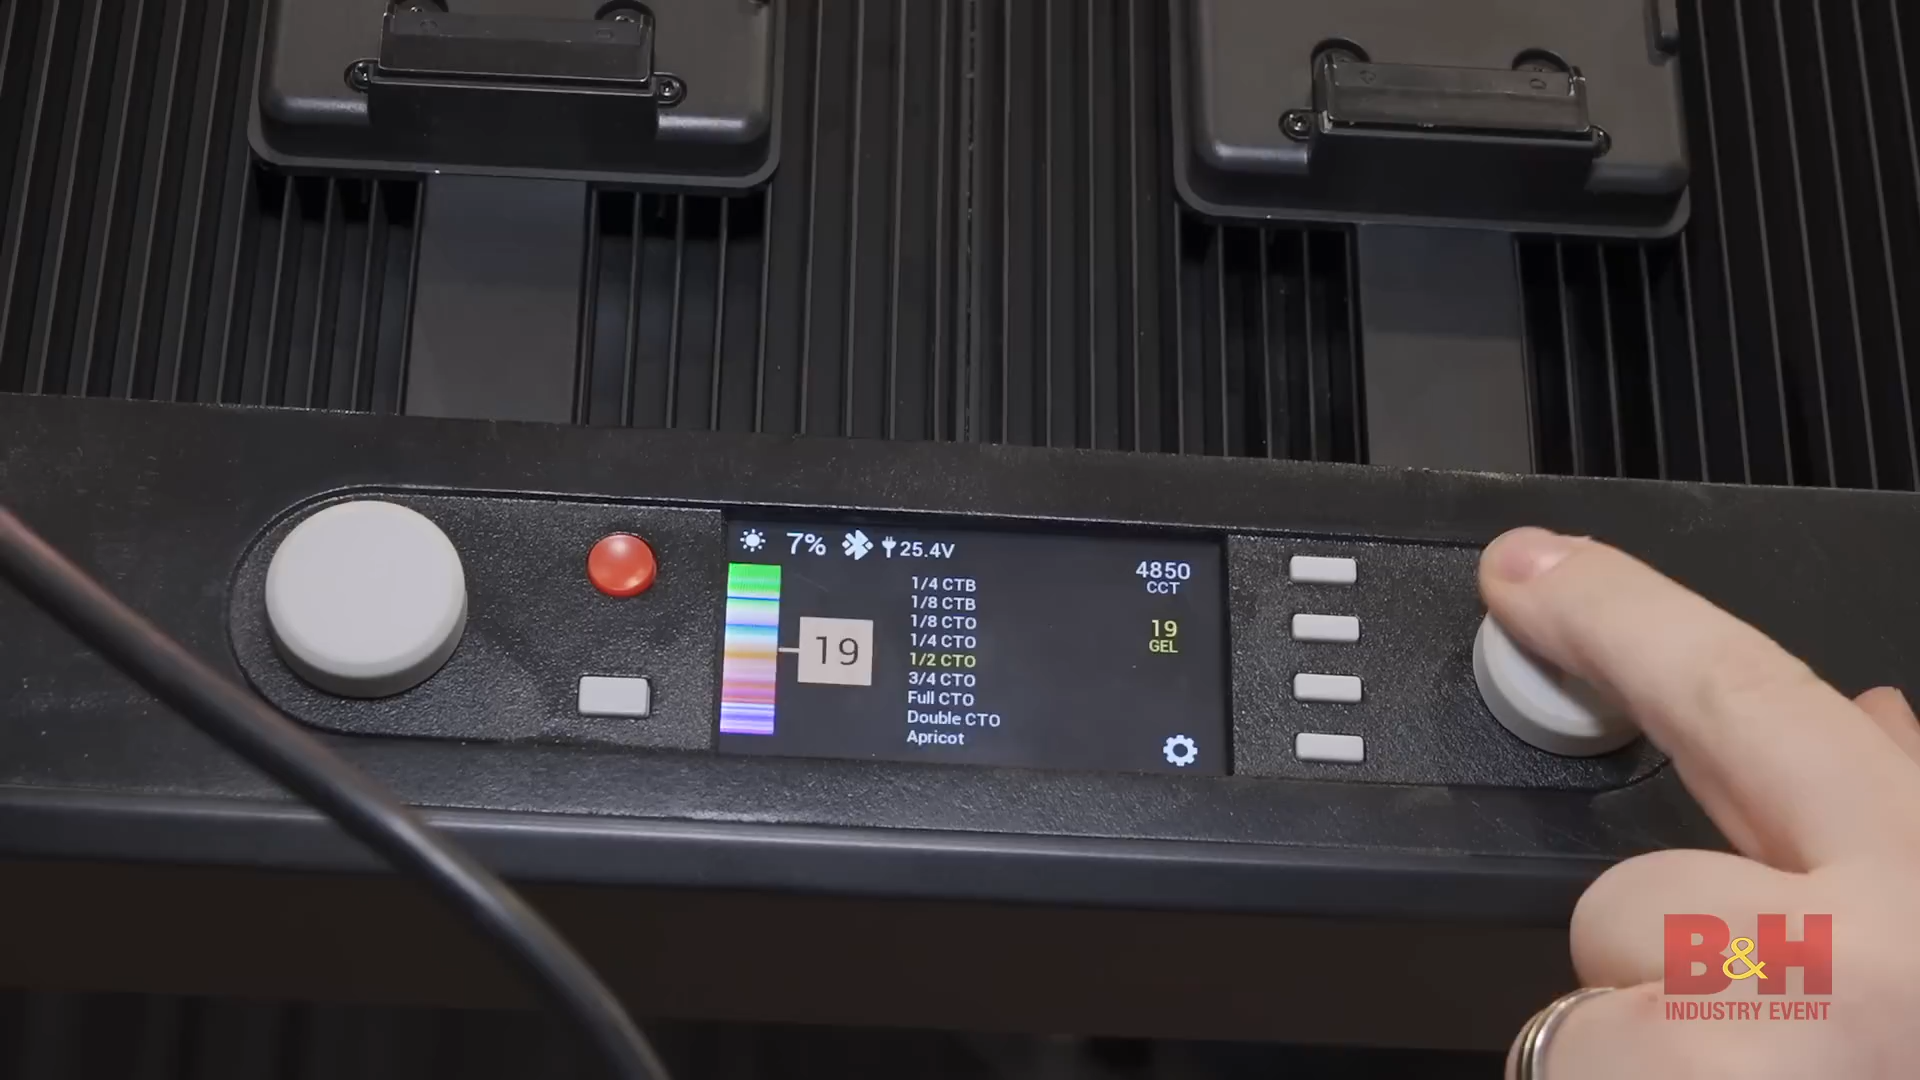 7% 25.4V
4850
CCT
1/4 CTB
1/8 CTB
1/8 CTO
1/4 CTO
1/2 CTO
3/4 CTO
Full CTO
Double CTO
Apricot
19
19
GEL
B&H
INDUSTRY EVENT